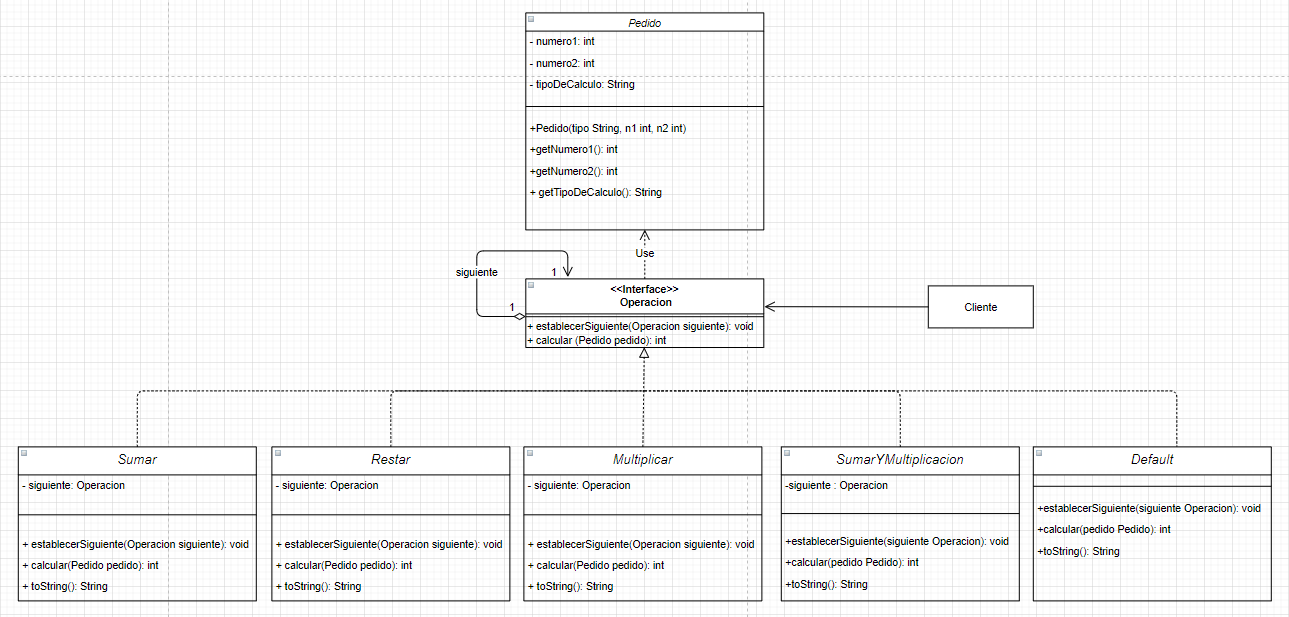 Pedido
- numero1: int
- numero2: int
- tipoDeCalculo: String
+Pedido(tipo String, n1 int, n2 int)
+getNumero1(): int
+getNumero2(): int
+ getTipoDeCalculo(): String
Use
siguiente
1
1
<<Interface>>
Operacion
+ establecerSiguiente(Operacion siguiente): void
+ calcular (Pedido pedido): int
Cliente
Sumar
- siguiente: Operacion
+ establecerSiguiente(Operacion siguiente): void
+ calcular(Pedido pedido): int
+ toString(): String
Restar
- siguiente: Operacion
+ establecerSiguiente(Operacion siguiente): void
+ calcular(Pedido pedido): int
+ toString(): String
Multiplicar
- siguiente: Operacion
+ establecerSiguiente(Operacion siguiente): void
+ calcular(Pedido pedido): int
+ toString(): String
SumarYMultiplicacion
-siguiente : Operacion
+establecerSiguiente(siguiente Operacion): void
+calcular(pedido Pedido): int
+toString(): String
Default
+establecerSiguiente(siguiente Operacion): void
+calcular(pedido Pedido): int
+toString(): String